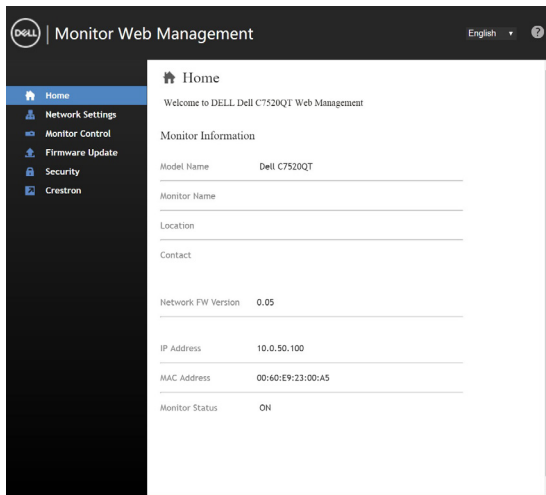 DELL | Monitor Web Management
English
?
Home
Network Settings
Monitor Control
Firmware Update
Security
Crestron
Home
Welcome to DELL Dell C7520QT Web Management
Monitor Information
Model Name Dell C7520QT
Monitor Name
Location
Contact
Network FW Version 0.05
IP Address 10.0.50.100
MAC Address 00:60:E9:23:00:A5
Monitor Status ON